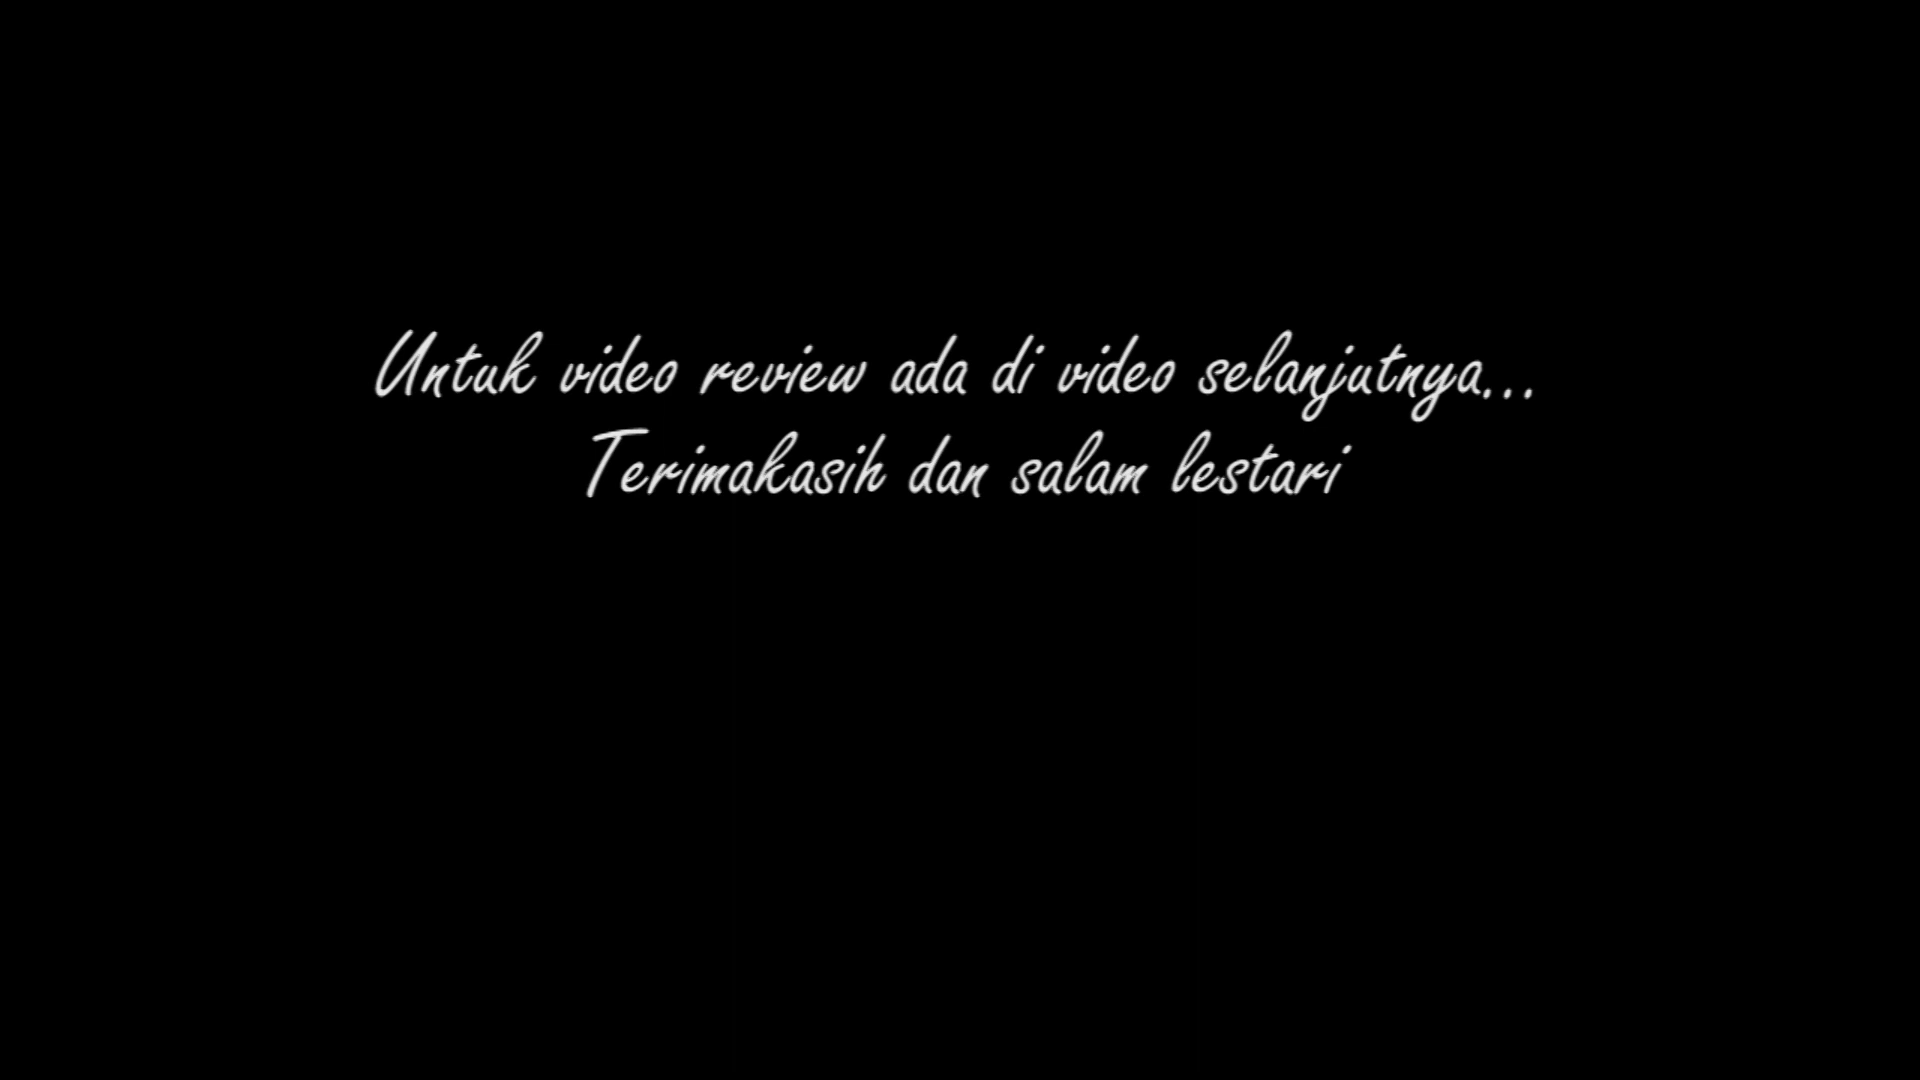 Untuk video review ada di video selanjutnya...
Terimakasih dan salam lestari